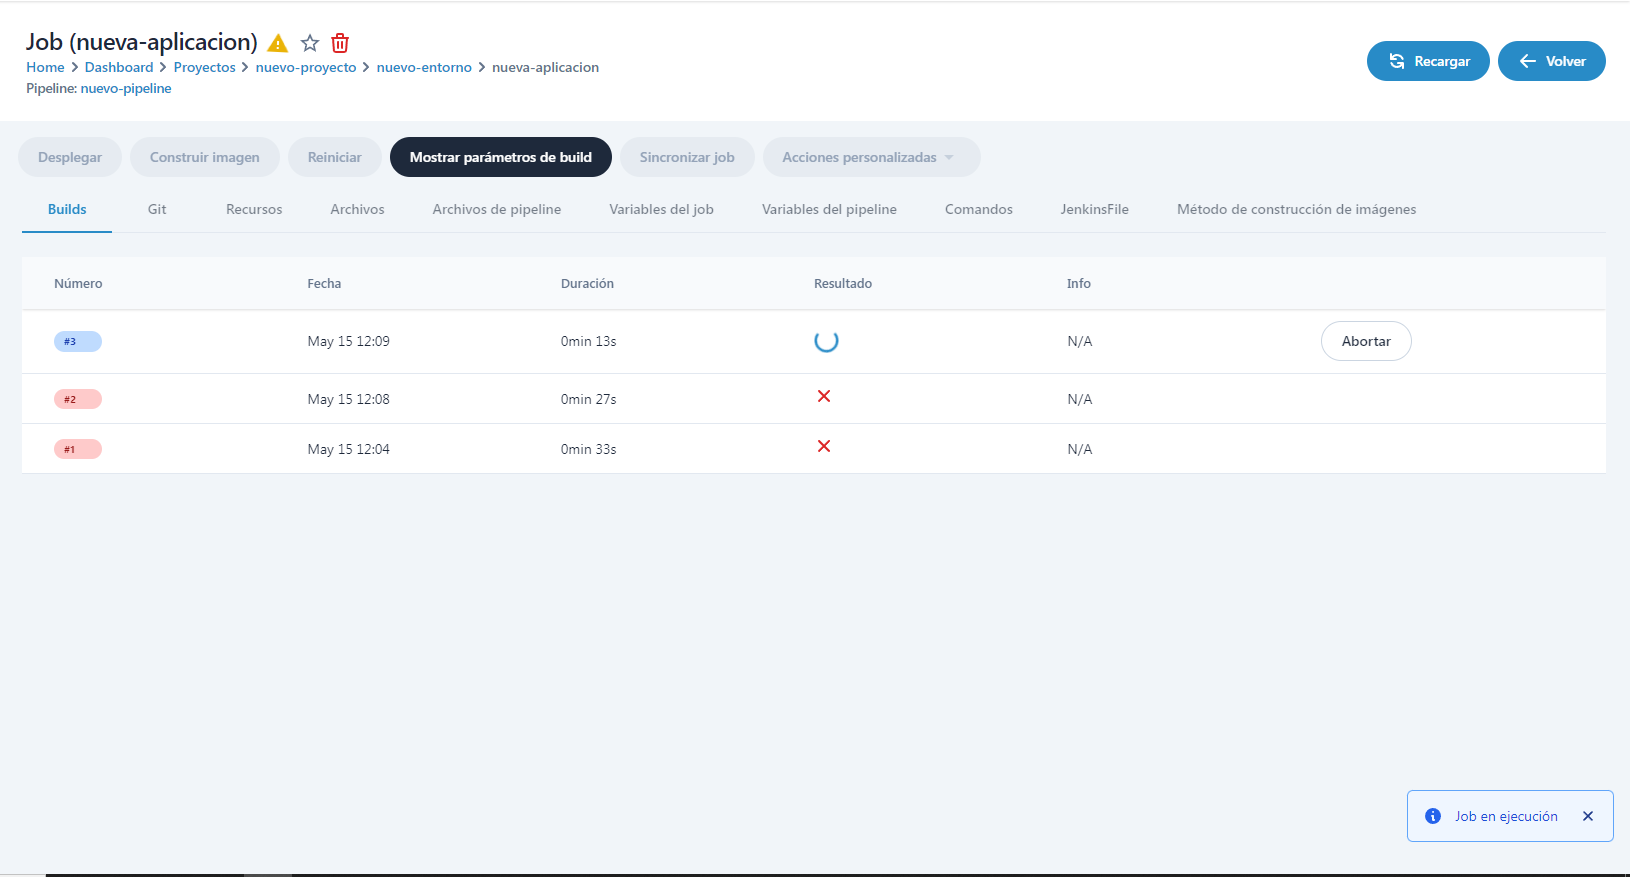 Job (nueva-aplicacion)
Home > Dashboard > Proyectos > nuevo-proyecto > nuevo-entorno > nueva-aplicacion
Pipeline: nuevo-pipeline
Recargar
Volver
Desplegar
Construir imagen
Reiniciar
Mostrar parámetros de build
Sincronizar job
Acciones personalizadas
Builds
Git
Recursos
Archivos
Archivos de pipeline
Variables del job
Variables del pipeline
Comandos
JenkinsFile
Método de construcción de imágenes
Número Fecha Duración Resultado Info
#3 May 15 12:09 0min 13s N/A Abortar
#2 May 15 12:08 0min 27s N/A
#1 May 15 12:04 0min 33s N/A
Job en ejecución